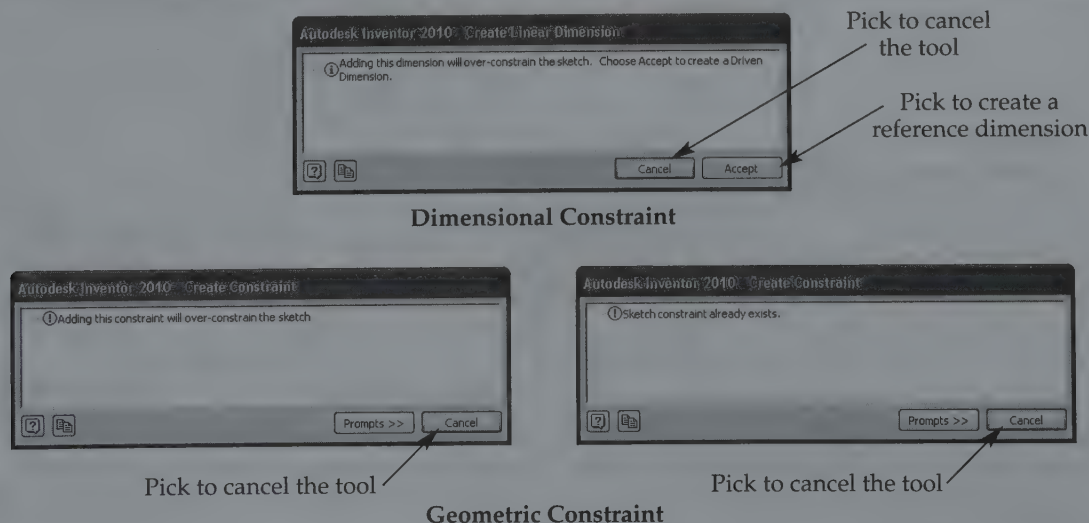 Pick to cancel
the tool
Autodesk Inventor 2010 Create Linear Dimension
Adding this dimension will over-constrain the sketch. Choose Accept to create a Driven
Dimension.
Pick to create a
reference dimension
Cancel
Accept
Dimensional Constraint
Autodesk Inventor 2010 Create Constraint
Adding this constraint will over-constrain the sketch
Prompts >>
Cancel
Pick to cancel the tool
Autodesk Inventor 2010 Create Constraint
Sketch constraint already exists.
Prompts >>
Cancel
Pick to cancel the tool
Geometric Constraint